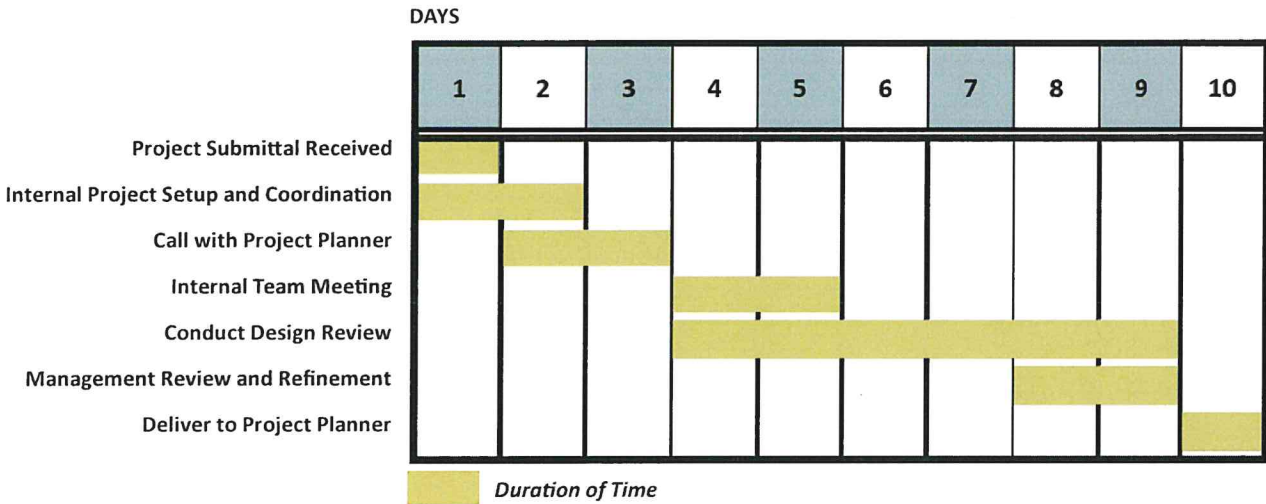 DAYS
1 2 3 4 5 6 7 8 9 10
Project Submittal Received
Internal Project Setup and Coordination
Call with Project Planner
Internal Team Meeting
Conduct Design Review
Management Review and Refinement
Deliver to Project Planner
Duration of Time